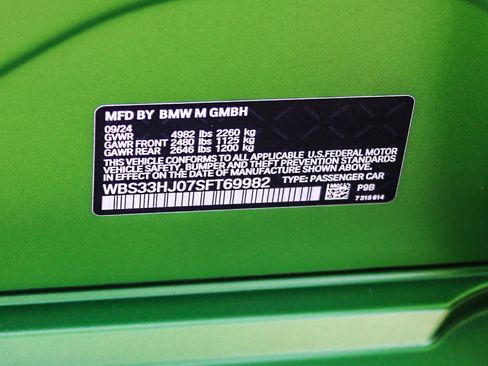 MFD BY BMW M GMBH
09/24
GVWR 4982 lbs 2260 kg
GAWR FRONT 2480 lbs 1125 kg
GAWR REAR 2646 lbs 1200 kg
THIS VEHICLE CONFORMS TO ALL APPLICABLE U.S.FEDERAL MOTOR
VEHICLE SAFETY, BUMPER AND THEFT PREVENTION STANDARDS
IN EFFECT ON THE DATE OF MANUFACTURE SHOWN ABOVE.
WBS33HJ07SFT69982 TYPE: PASSENGER CAR
P9B
7 315 614